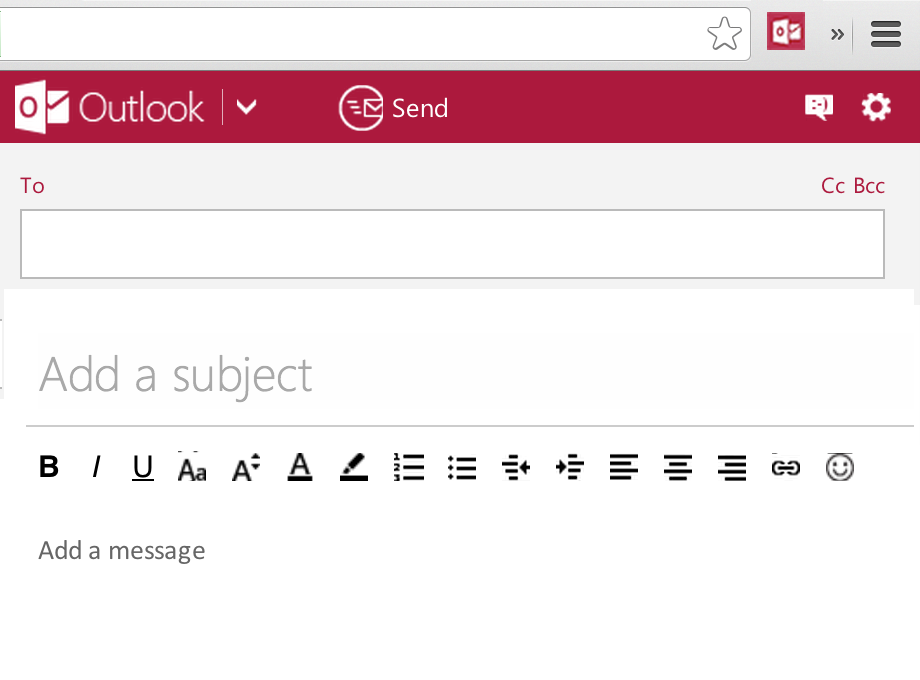 Outlook
Send
To
Cc Bcc
Add a subject
B I U Aa A A
Add a message